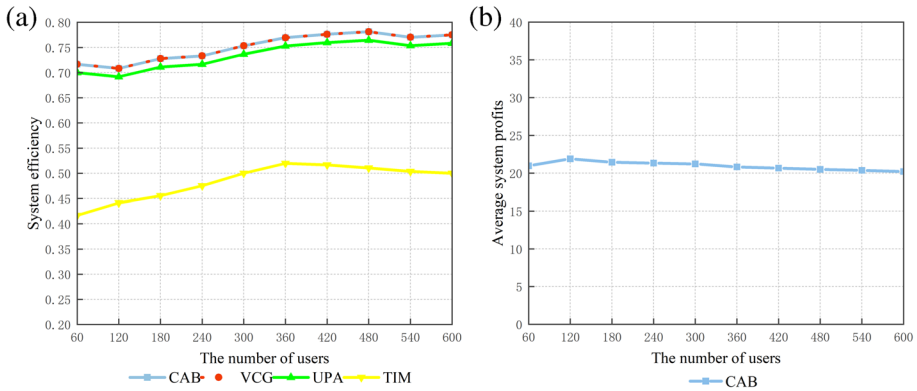 (a)
System efficiency
0.80
0.75
0.70
0.65
0.60
0.55
0.50
0.45
0.40
0.35
0.30
0.25
0.20
60 120 180 240 300 360 420 480 540 600
The number of users
CAB VCG UPA TIM
(b)
Average system profits
40
35
30
25
20
15
10
5
0
60 120 180 240 300 360 420 480 540 600
The number of users
CAB